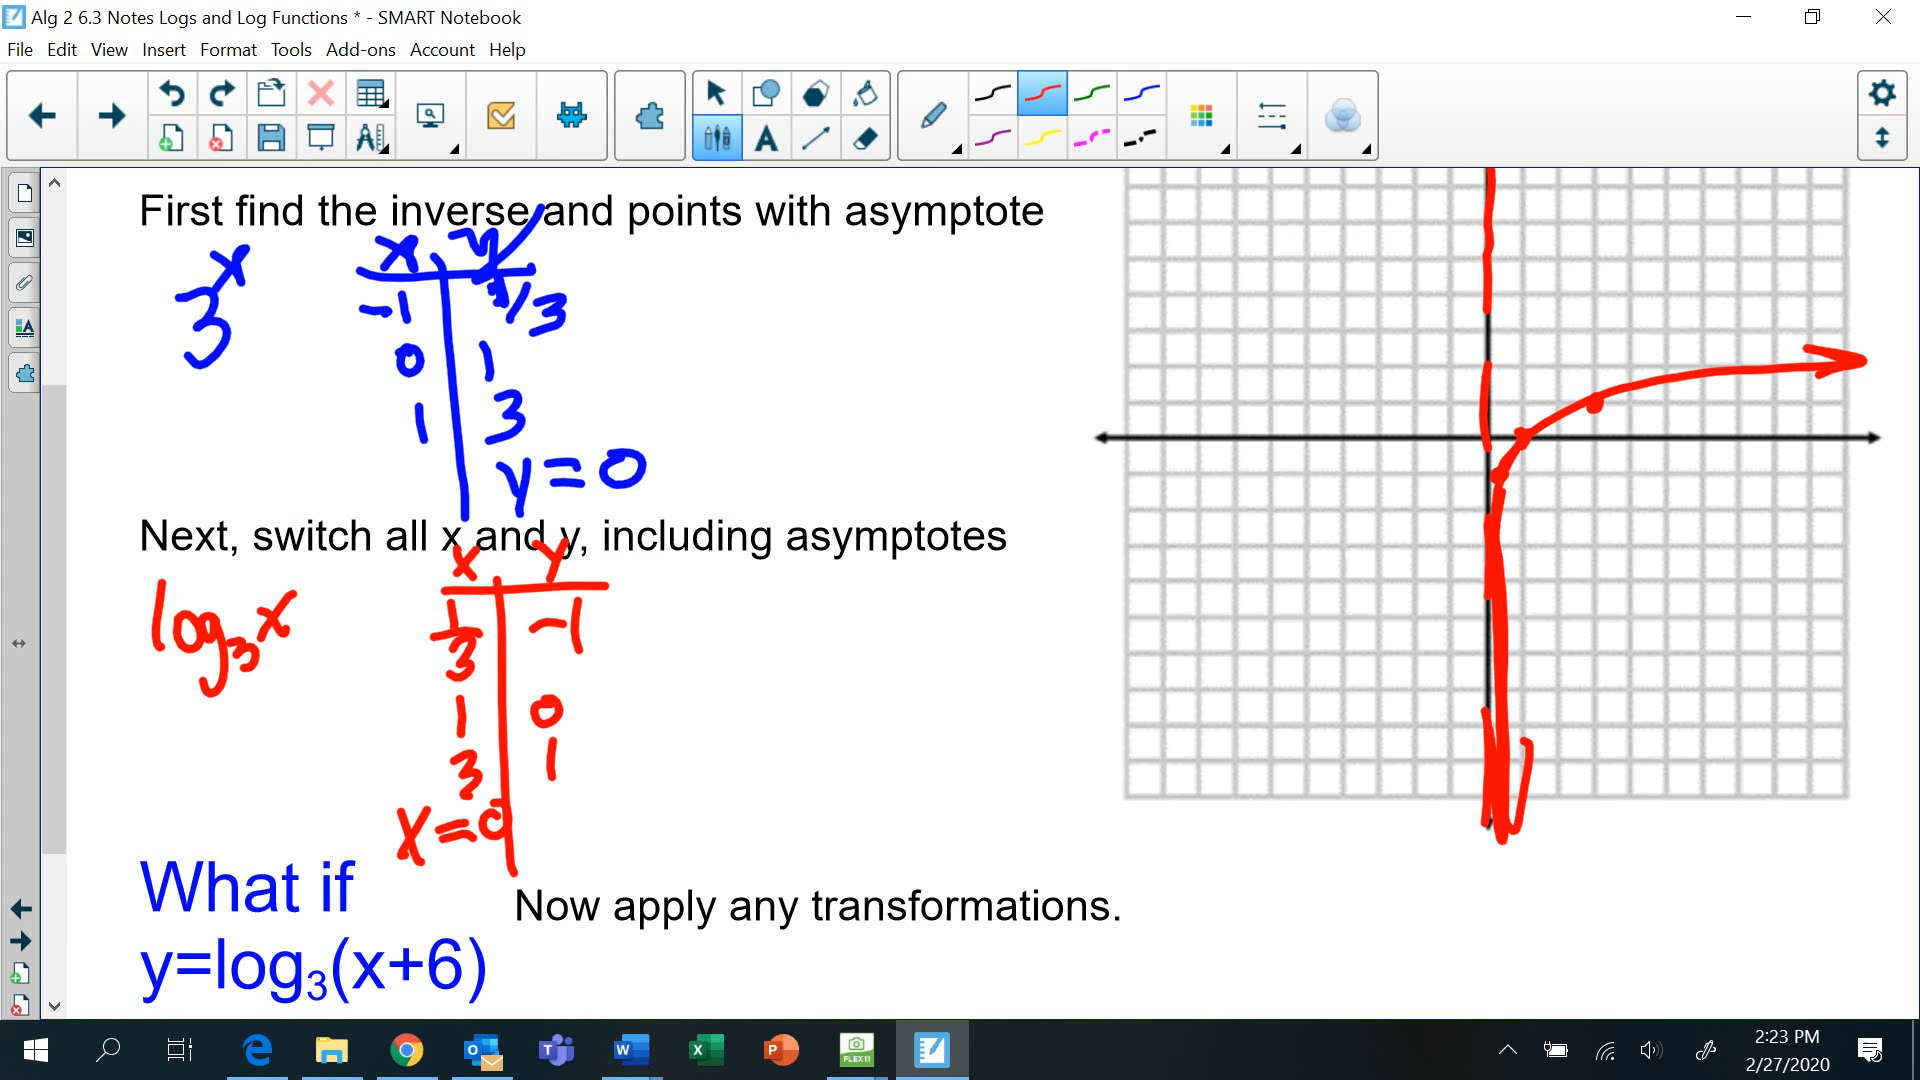 Alg 2 6.3 Notes Logs and Log Functions * - SMART Notebook
File Edit View Insert Format Tools Add-ons Account Help
First find the inverse and points with asymptote
3^x
x y
-1 1/3
0 1
1 3
y=0
Next, switch all x and y, including asymptotes
log₃x
x y
1/3 -1
1 0
3 1
x=0
What if
Now apply any transformations.
y=log₃(x+6)
FLEX11
2:23 PM
2/27/2020